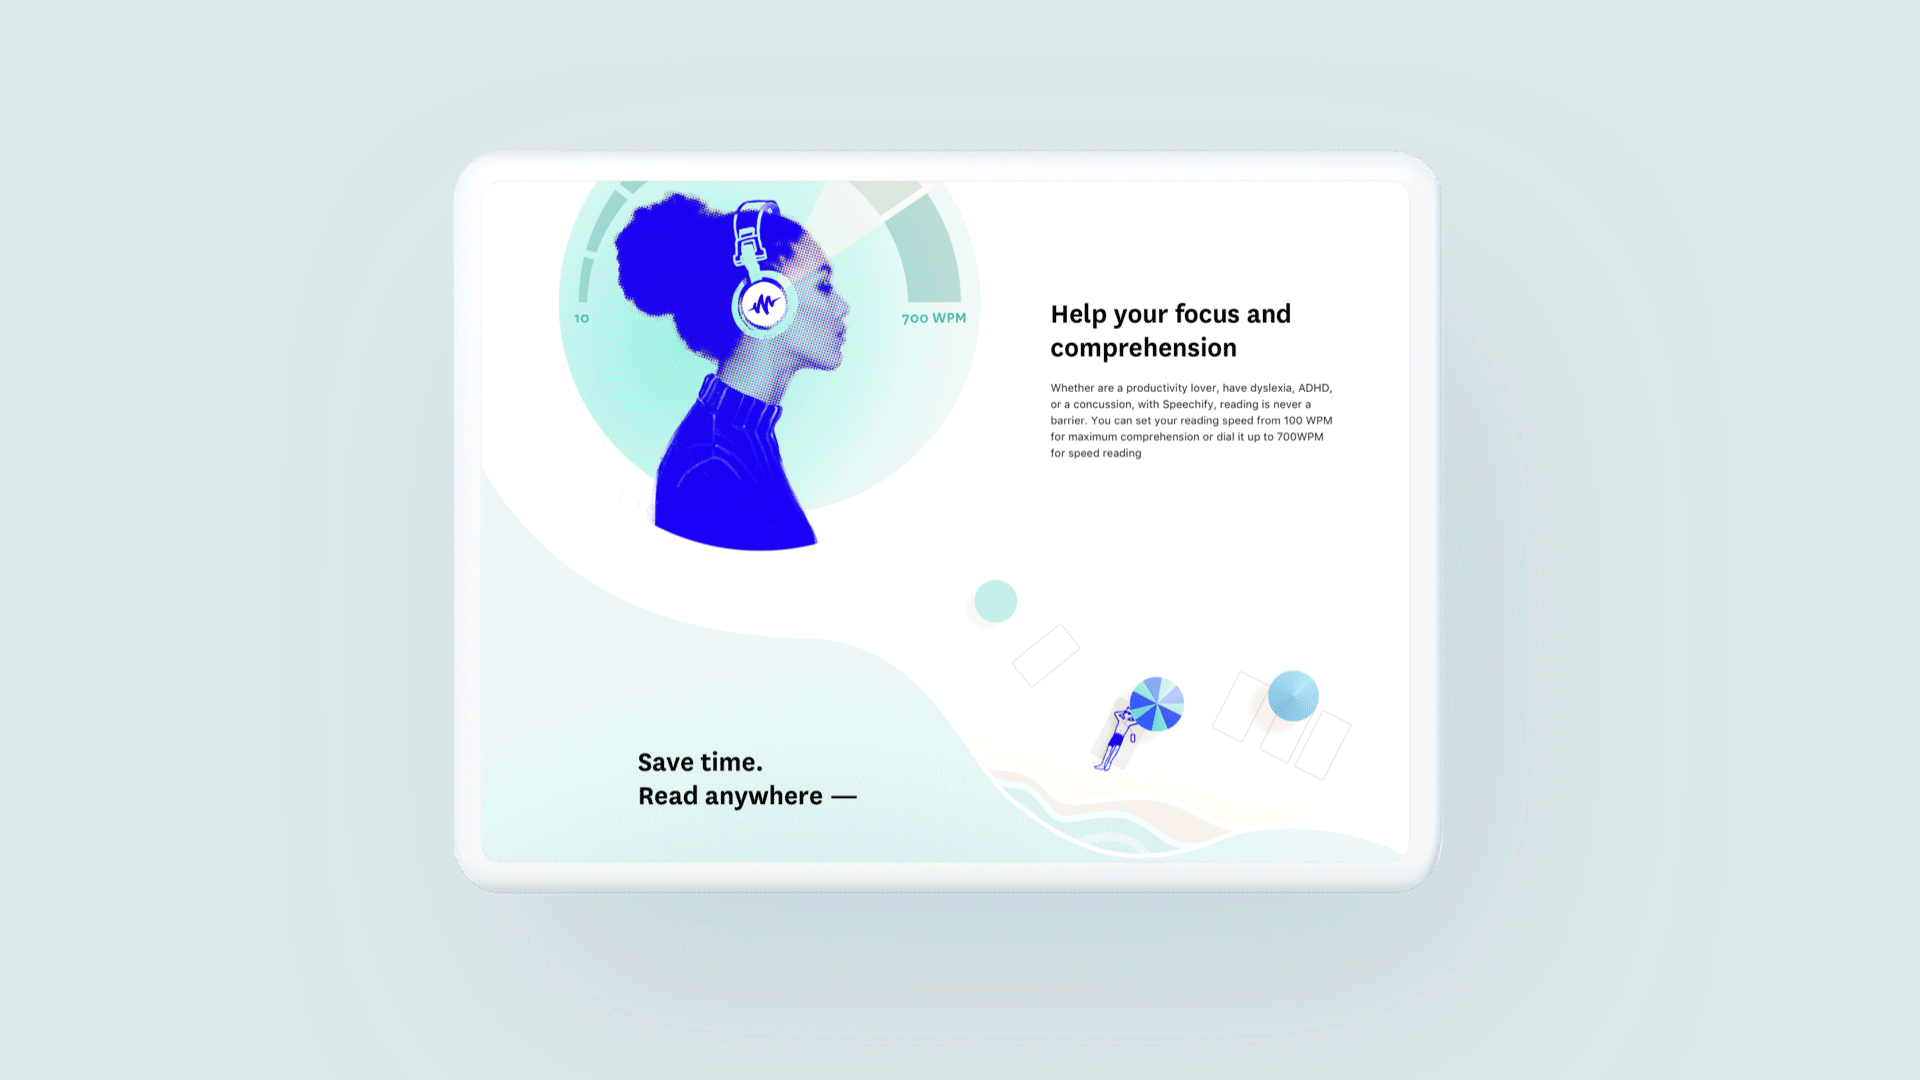 10
700 WPM
Help your focus and
comprehension
Whether are a productivity lover, have dyslexia, ADHD,
or a concussion, with Speechify, reading is never a
barrier. You can set your reading speed from 100 WPM
for maximum comprehension or dial it up to 700WPM
for speed reading
Save time.
Read anywhere —